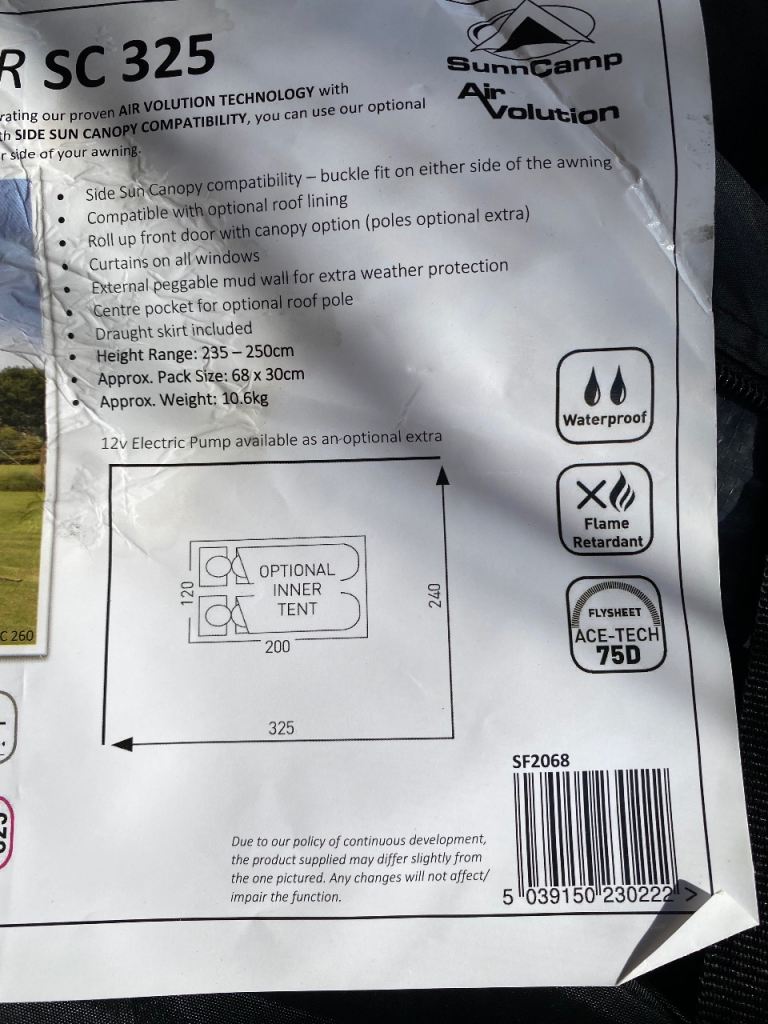 R SC 325
SunnCamp
Air
Volution
rating our proven AIR VOLUTION TECHNOLOGY with
th SIDE SUN CANOPY COMPATIBILITY, you can use our optional
r side of your awning.
• Side Sun Canopy compatibility – buckle fit on either side of the awning
• Compatible with optional roof lining
• Roll up front door with canopy option (poles optional extra)
• Curtains on all windows
• External peggable mud wall for extra weather protection
• Centre pocket for optional roof pole
• Draught skirt included
• Height Range: 235 – 250cm
• Approx. Pack Size: 68 x 30cm
• Approx. Weight: 10.6kg
12v Electric Pump available as an optional extra
Waterproof
Flame
Retardant
FLYSHEET
ACE-TECH
75D
OPTIONAL
INNER
TENT
120
200
240
325
C 260
SF2068
5 039150 230222 >
Due to our policy of continuous development,
the product supplied may differ slightly from
the one pictured. Any changes will not affect/
impair the function.